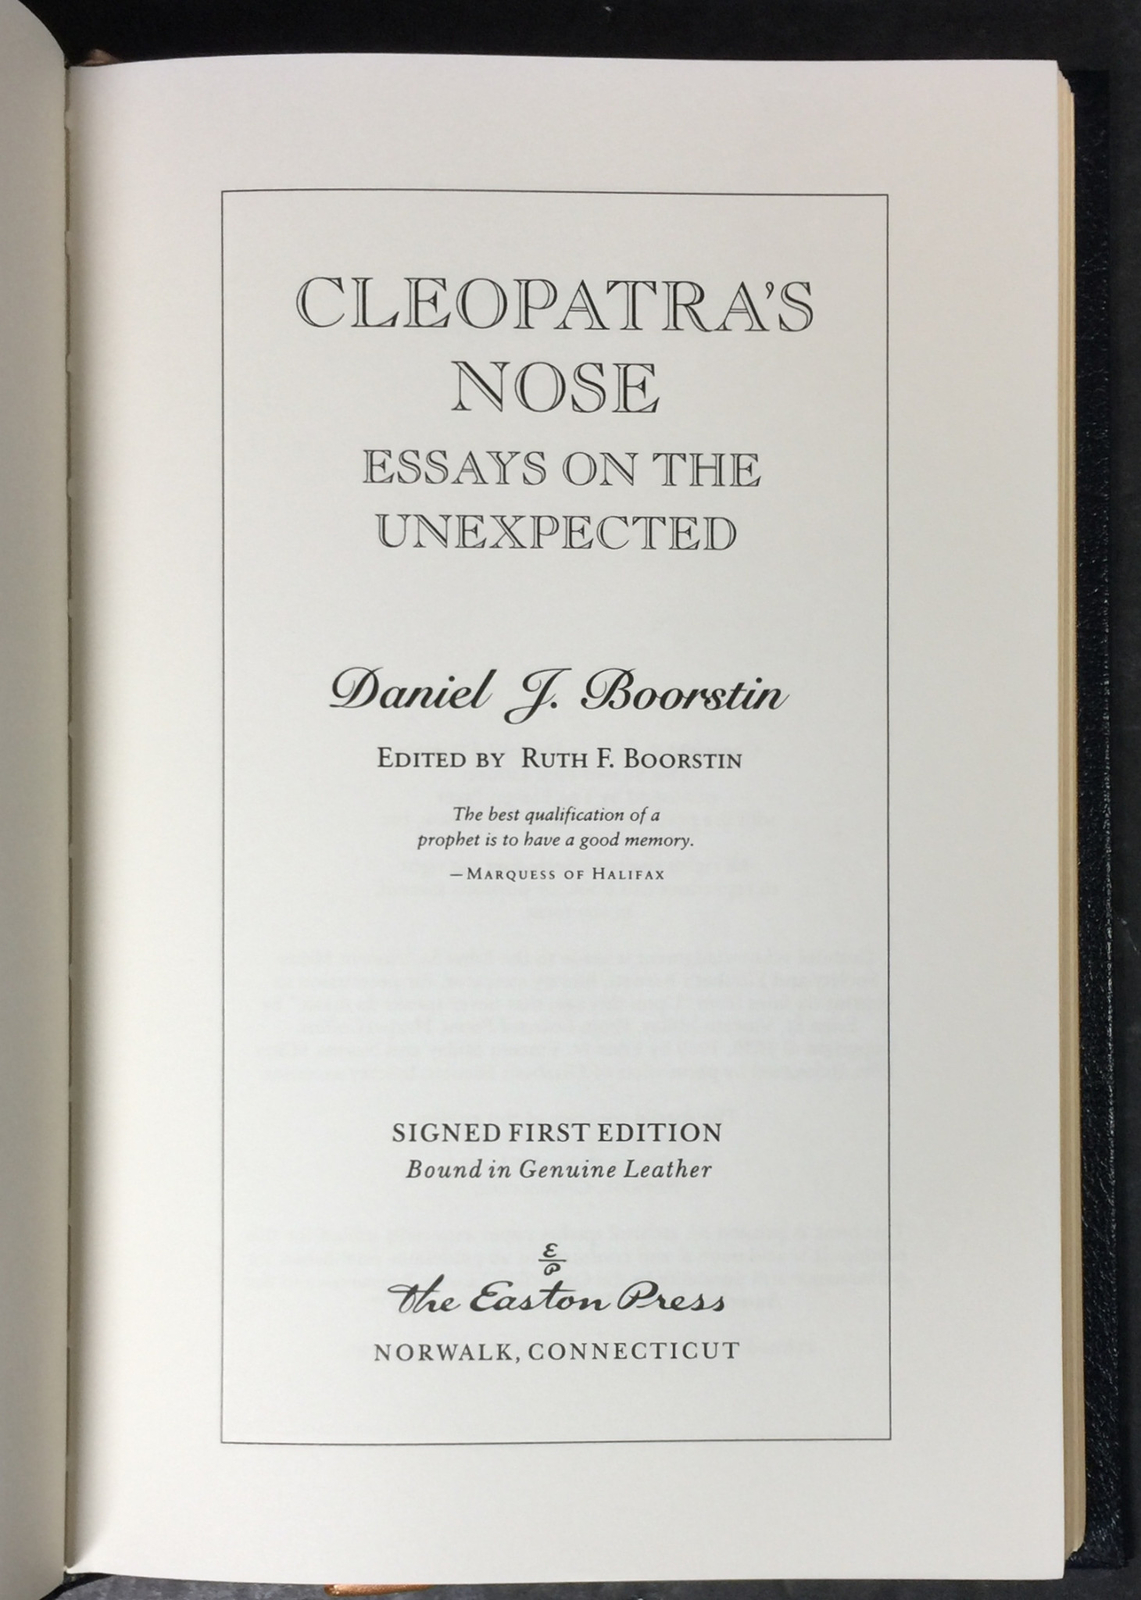 CLEOPATRA'S
NOSE
ESSAYS ON THE
UNEXPECTED
Daniel J. Boorstin
EDITED BY RUTH F. BOORSTIN
The best qualification of a
prophet is to have a good memory.
—MARQUESS OF HALIFAX
SIGNED FIRST EDITION
Bound in Genuine Leather
E
P
The Easton Press
NORWALK, CONNECTICUT